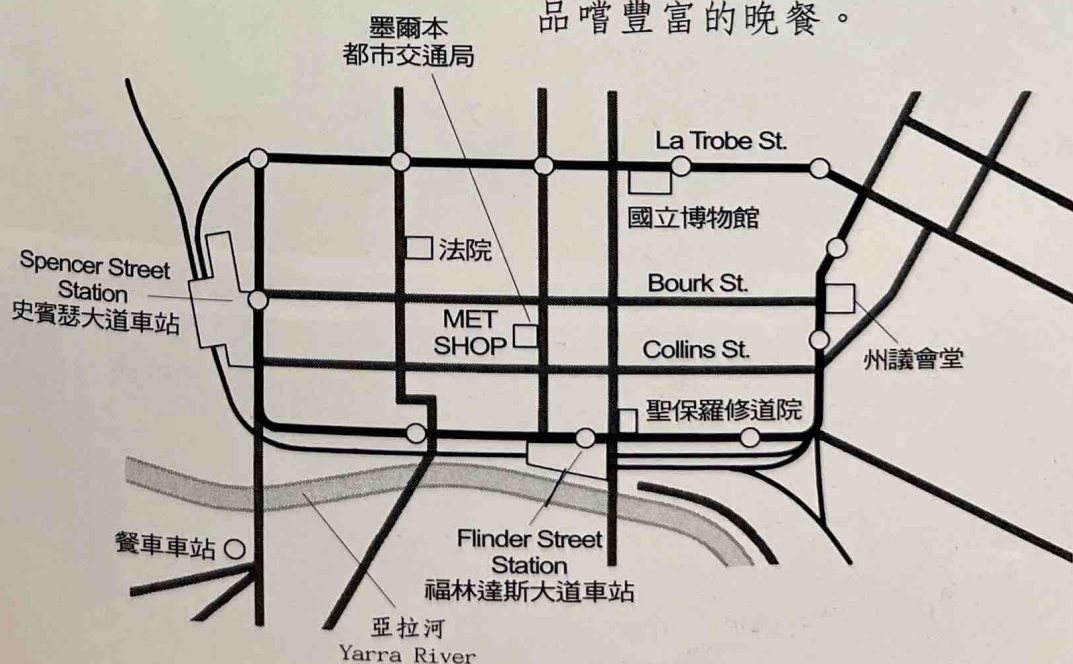 品嚐豐富的晚餐。
墨爾本
都市交通局
La Trobe St.
國立博物館
法院
Spencer Street
Station
史賓瑟大道車站
Bourk St.
MET
SHOP
Collins St.
州議會堂
聖保羅修道院
餐車車站
Flinder Street
Station
福林達斯大道車站
亞拉河
Yarra River